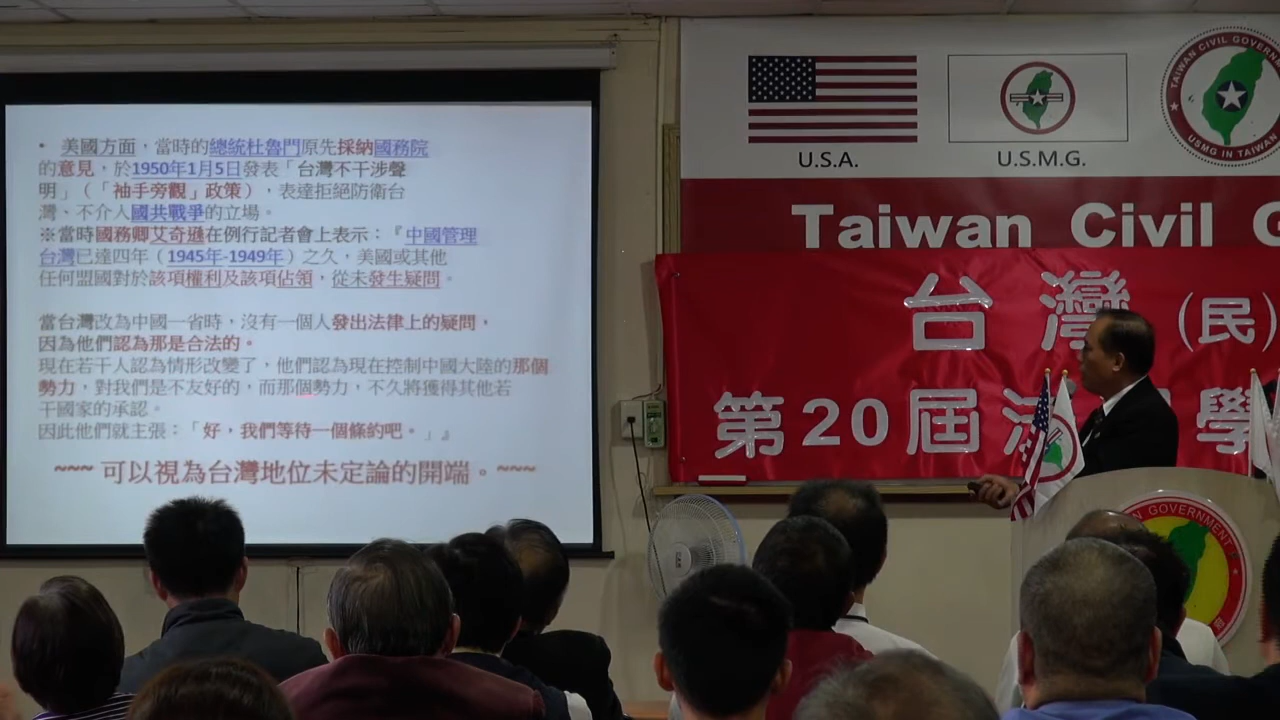 • 美國方面，當時的總統杜魯門原先採納國務院
的意見，於1950年1月5日發表「台灣不干涉聲
明」（「袖手旁觀」政策），表達拒絕防衛台
灣、不介入國共戰爭的立場。
※當時國務卿艾奇遜在例行記者會上表示：『中國管理
台灣已達四年（1945年-1949年）之久，美國或其他
任何盟國對於該項權利及該項佔領，從未發生疑問。
當台灣改為中國一省時，沒有一個人發出法律上的疑問，
因為他們認為那是合法的。
現在若干人認為情形改變了，他們認為現在控制中國大陸的那個
勢力，對我們是不友好的，而那個勢力，不久將獲得其他若
干國家的承認。
因此他們就主張：「好，我們等待一個條約吧。」』
~~~ 可以視為台灣地位未定論的開端。~~~
U.S.A.
U.S.M.G.
TAIWAN CIVIL GOVERNMENT
USMG IN TAIWAN
Taiwan Civil G
台灣(民)
第20屆 學
GOVERNMENT